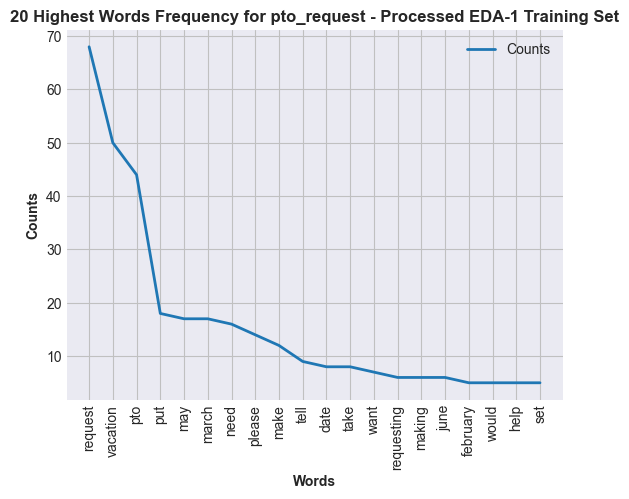 20 Highest Words Frequency for pto_request - Processed EDA-1 Training Set
Counts
70
60
50
40
30
20
10
Counts
request
vacation
pto
put
may
march
need
please
make
tell
date
take
want
requesting
making
june
february
would
help
set
Words